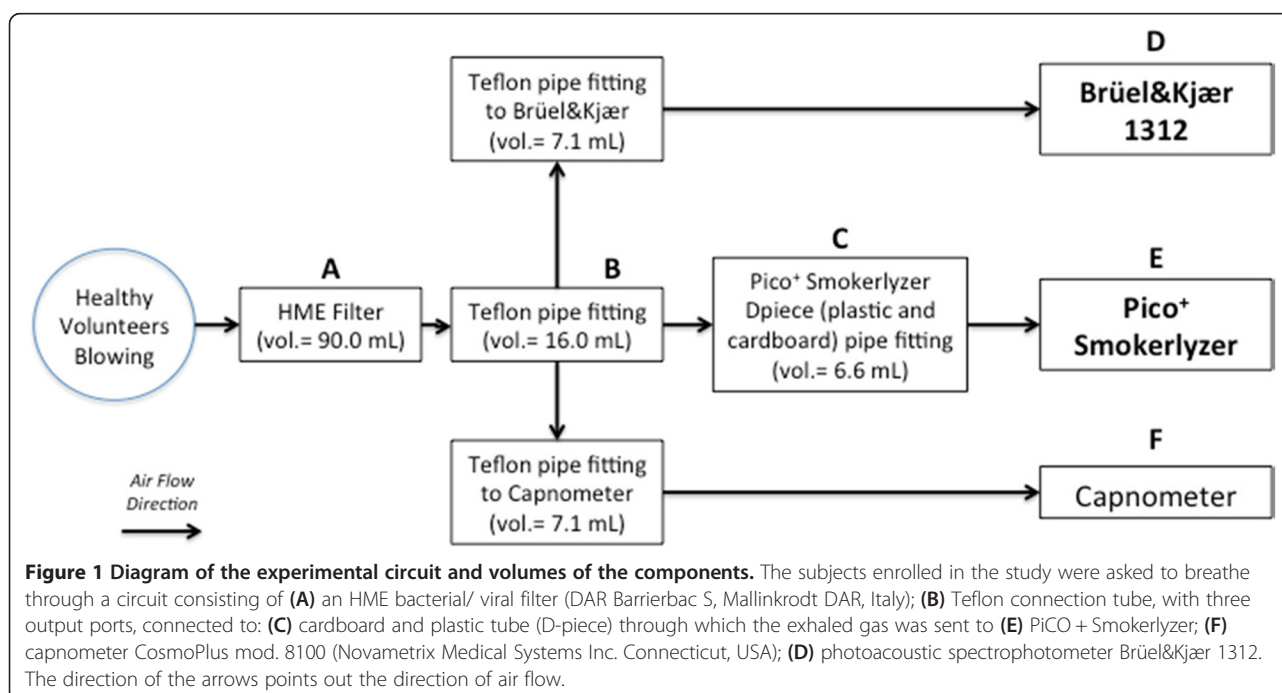 D
Teflon pipe fitting
to Brüel&Kjær
(vol.= 7.1 mL)
Brüel&Kjær
1312
A
B
C
E
Healthy
Volunteers
Blowing
HME Filter
(vol.= 90.0 mL)
Teflon pipe fitting
(vol.= 16.0 mL)
Pico⁺ Smokerlyzer
Dpiece (plastic and
cardboard) pipe fitting
(vol.= 6.6 mL)
Pico⁺
Smokerlyzer
F
Air Flow
Direction
Teflon pipe fitting
to Capnometer
(vol.= 7.1 mL)
Capnometer
Figure 1 Diagram of the experimental circuit and volumes of the components. The subjects enrolled in the study were asked to breathe
through a circuit consisting of (A) an HME bacterial/ viral filter (DAR Barrierbac S, Mallinkrodt DAR, Italy); (B) Teflon connection tube, with three
output ports, connected to: (C) cardboard and plastic tube (D-piece) through which the exhaled gas was sent to (E) PiCO + Smokerlyzer; (F)
capnometer CosmoPlus mod. 8100 (Novametrix Medical Systems Inc. Connecticut, USA); (D) photoacoustic spectrophotometer Brüel&Kjær 1312.
The direction of the arrows points out the direction of air flow.